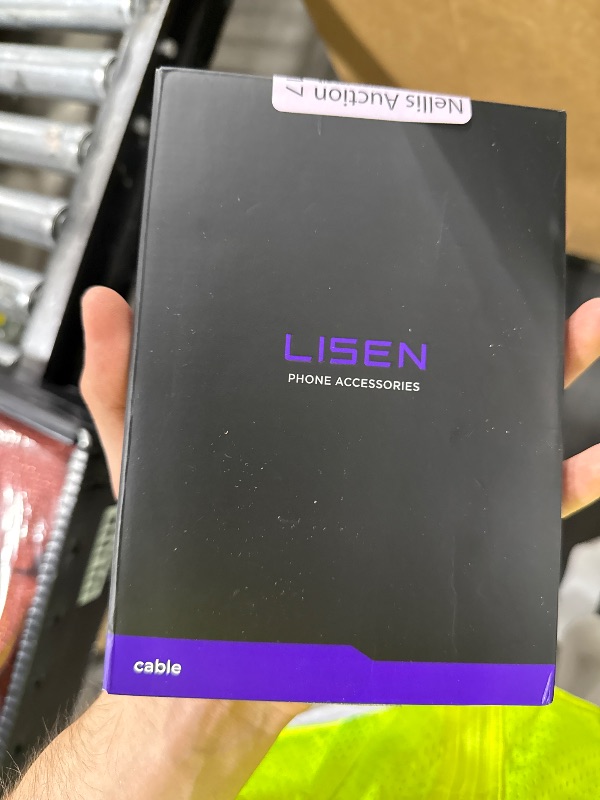 Nellis Auction
LISEN
PHONE ACCESSORIES
cable